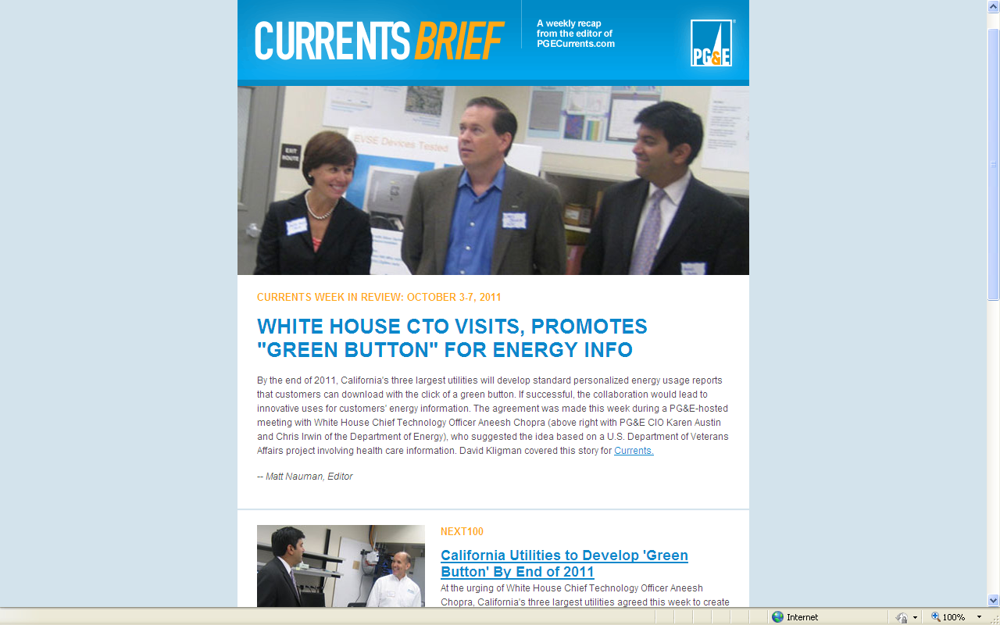 CURRENTS BRIEF
A weekly recap
from the editor of
PGECurrents.com
PG&E
EVSE Devices Tested
EXIT
ROUTE
CURRENTS WEEK IN REVIEW: OCTOBER 3-7, 2011
WHITE HOUSE CTO VISITS, PROMOTES
"GREEN BUTTON" FOR ENERGY INFO
By the end of 2011, California's three largest utilities will develop standard personalized energy usage reports
that customers can download with the click of a green button. If successful, the collaboration would lead to
innovative uses for customers' energy information. The agreement was made this week during a PG&E-hosted
meeting with White House Chief Technology Officer Aneesh Chopra (above right with PG&E CIO Karen Austin
and Chris Irwin of the Department of Energy), who suggested the idea based on a U.S. Department of Veterans
Affairs project involving health care information. David Kligman covered this story for Currents.
-- Matt Nauman, Editor
NEXT100
California Utilities to Develop 'Green
Button' By End of 2011
At the urging of White House Chief Technology Officer Aneesh
Chopra, California's three largest utilities agreed this week to create
Internet
100%